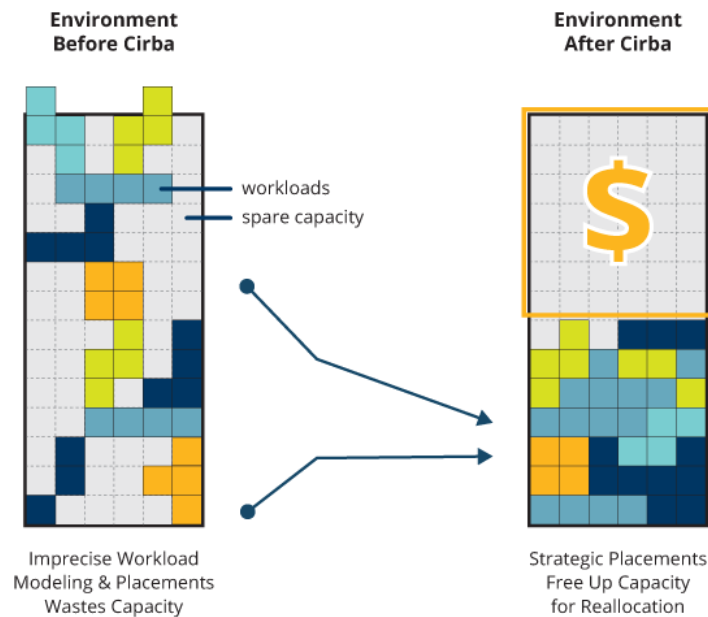 Environment
Before Cirba
Environment
After Cirba
workloads
spare capacity
$
Imprecise Workload
Modeling & Placements
Wastes Capacity
Strategic Placements
Free Up Capacity
for Reallocation